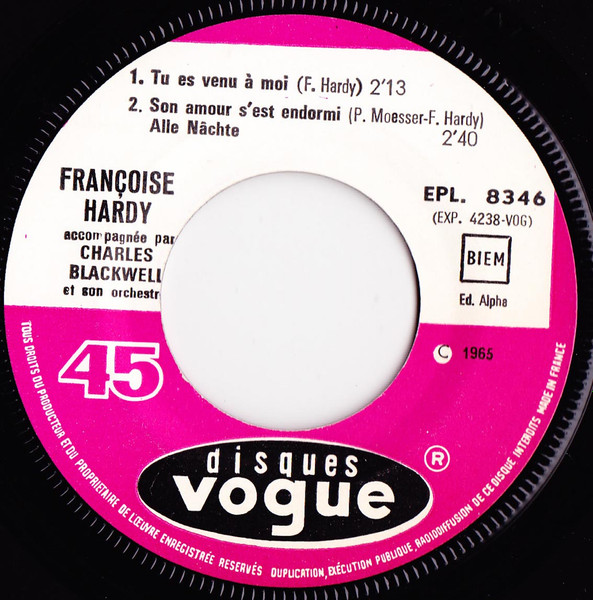 1. Tu es venu à moi (F. Hardy) 2'13
2. Son amour s'est endormi (P. Moesser-F. Hardy)
Alle Nâchte 2'40
FRANÇOISE
HARDY
accompagnée par
CHARLES
BLACKWELL
et son orchestr
EPL. 8346
(EXP. 4238-VOG)
BIEM
Ed. Alpha
45
© 1965
disques
vogue
®
TOUS DROITS DU PRODUCTEUR ET DU PROPRIETAIRE DE L'ŒUVRE ENREGISTRÉE RESERVÉS DUPLICATION, EXÉCUTION PUBLIQUE, RADIODIFFUSION DE CE DISQUE INTERDITS MADE IN FRANCE